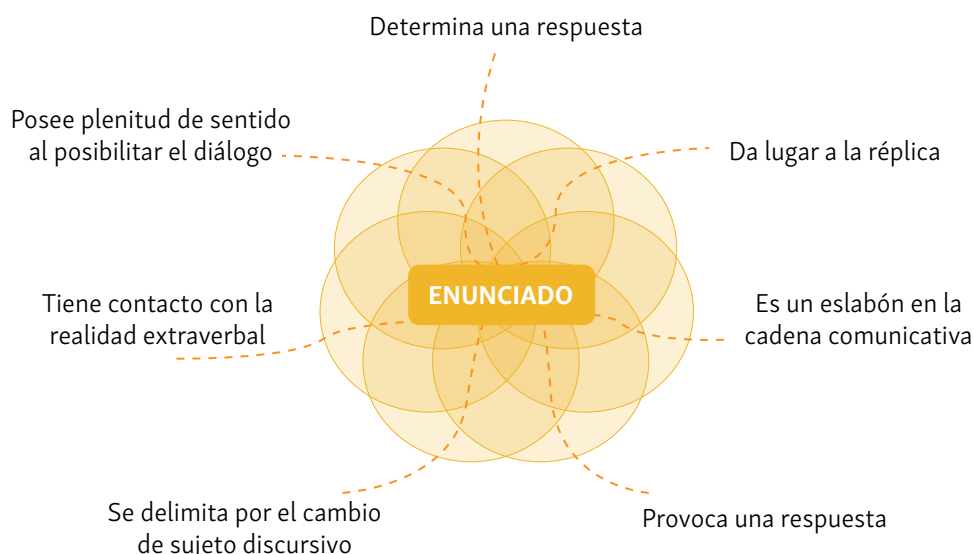 Determina una respuesta
Posee plenitud de sentido
al posibilitar el diálogo
Da lugar a la réplica
ENUNCIADO
Tiene contacto con la
realidad extraverbal
Es un eslabón en la
cadena comunicativa
Se delimita por el cambio
de sujeto discursivo
Provoca una respuesta